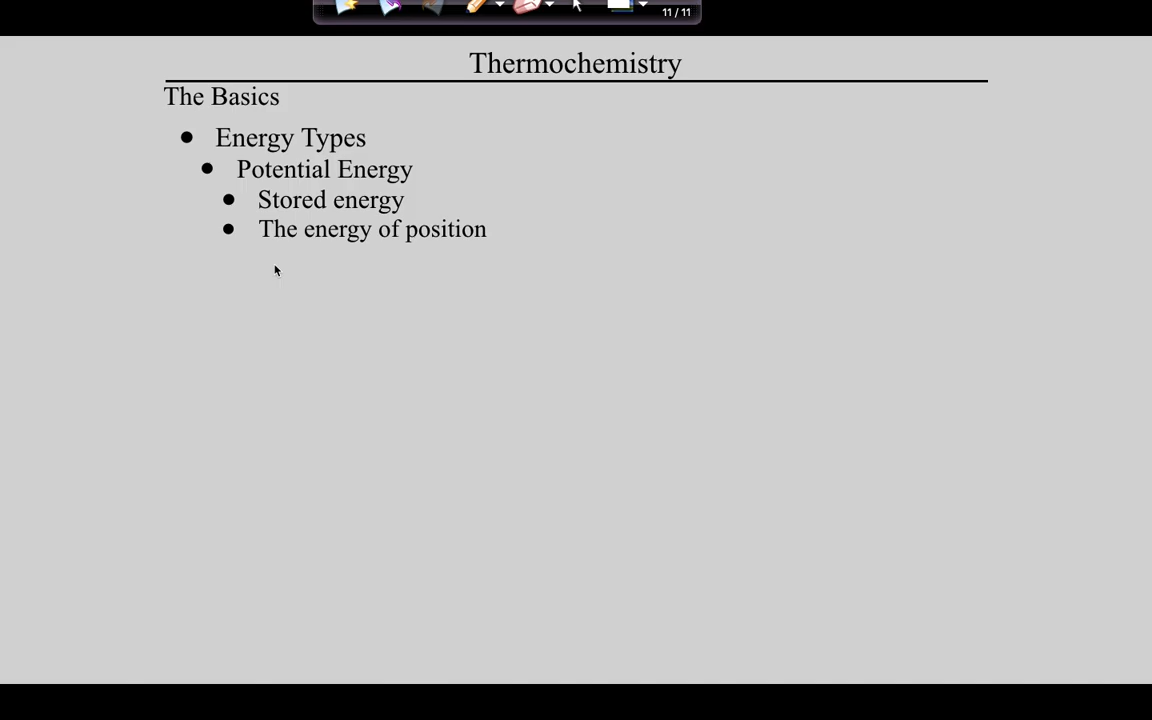 11 / 11
Thermochemistry
The Basics
● Energy Types
● Potential Energy
● Stored energy
● The energy of position